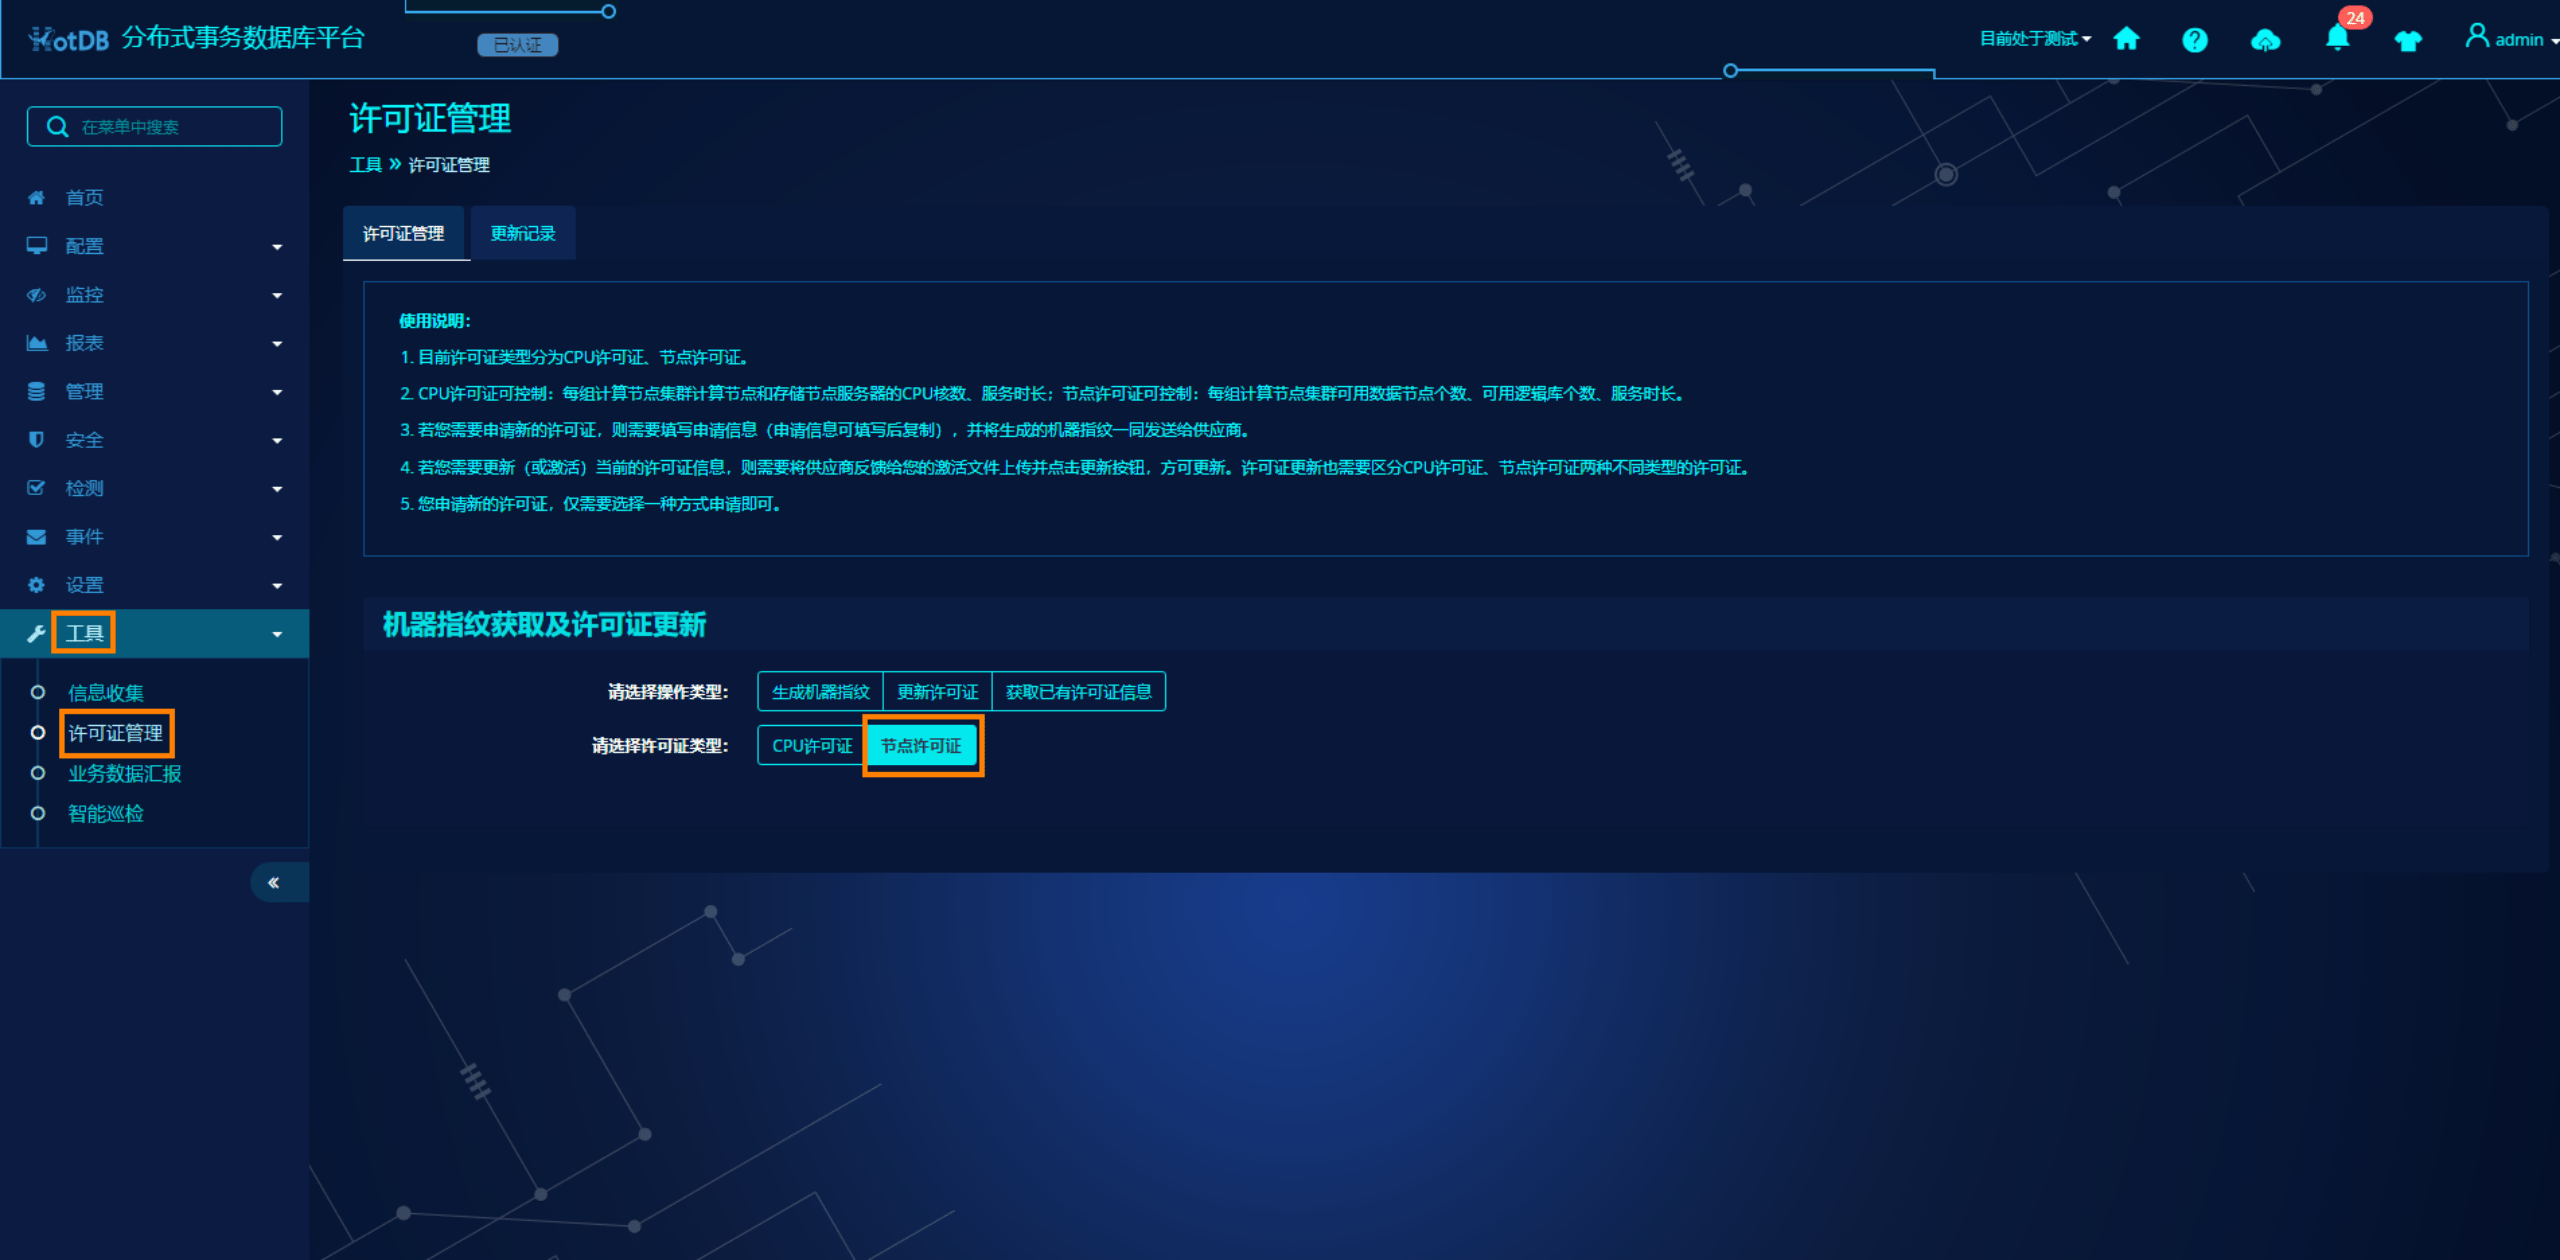 HotDB 分布式事务数据库平台
已认证
目前处于测试
24
admin
在菜单中搜索
首页
配置
监控
报表
管理
安全
检测
事件
设置
工具
信息收集
许可证管理
业务数据汇报
智能巡检
许可证管理
工具 » 许可证管理
许可证管理 更新记录
使用说明：
1. 目前许可证类型分为CPU许可证、节点许可证。
2. CPU许可证可控制：每组计算节点集群计算节点和存储节点服务器的CPU核数、服务时长；节点许可证可控制：每组计算节点集群可用数据节点个数、可用逻辑库个数、服务时长。
3. 若您需要申请新的许可证，则需要填写申请信息（申请信息可填写后复制），并将生成的机器指纹一同发送给供应商。
4. 若您需要更新（或激活）当前的许可证信息，则需要将供应商反馈给您的激活文件上传并点击更新按钮，方可更新。许可证更新也需要区分CPU许可证、节点许可证两种不同类型的许可证。
5. 您申请新的许可证，仅需要选择一种方式申请即可。
机器指纹获取及许可证更新
请选择操作类型： 生成机器指纹 更新许可证 获取已有许可证信息
请选择许可证类型： CPU许可证 节点许可证